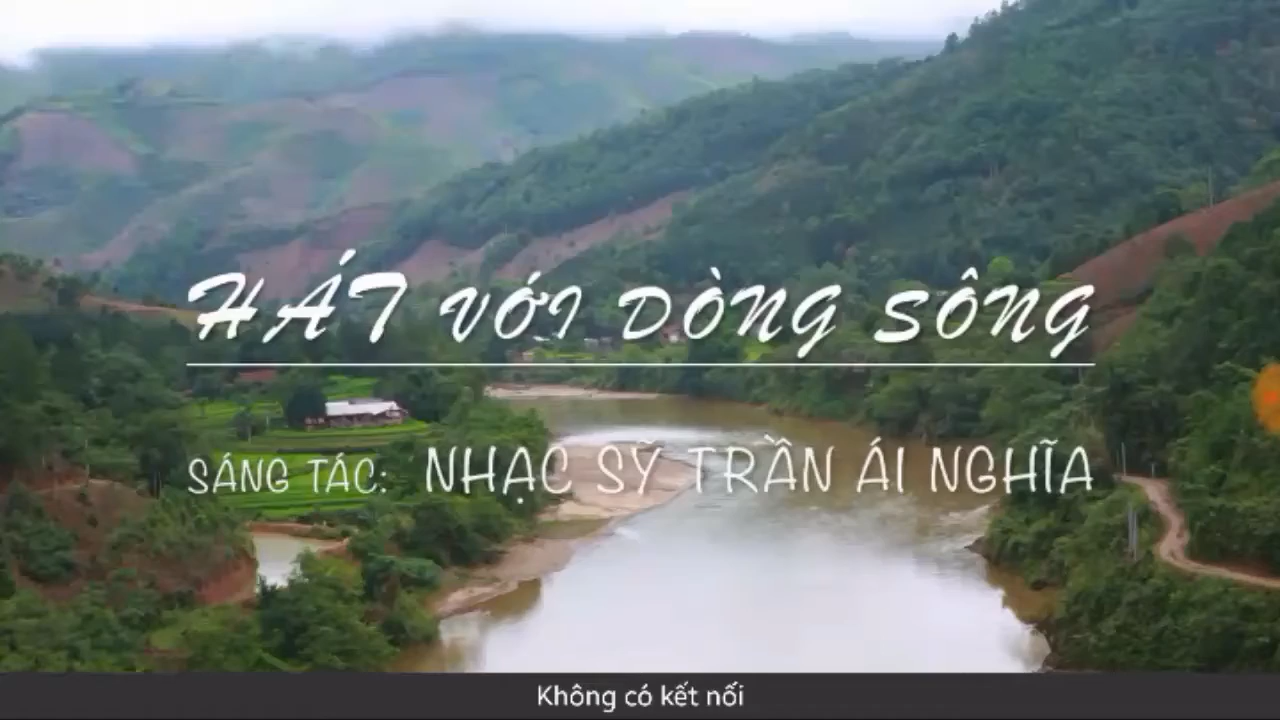 HÁT VỚI DÒNG SÔNG
SÁNG TÁC: NHẠC SỸ TRẦN ÁI NGHĨA
Không có kết nối